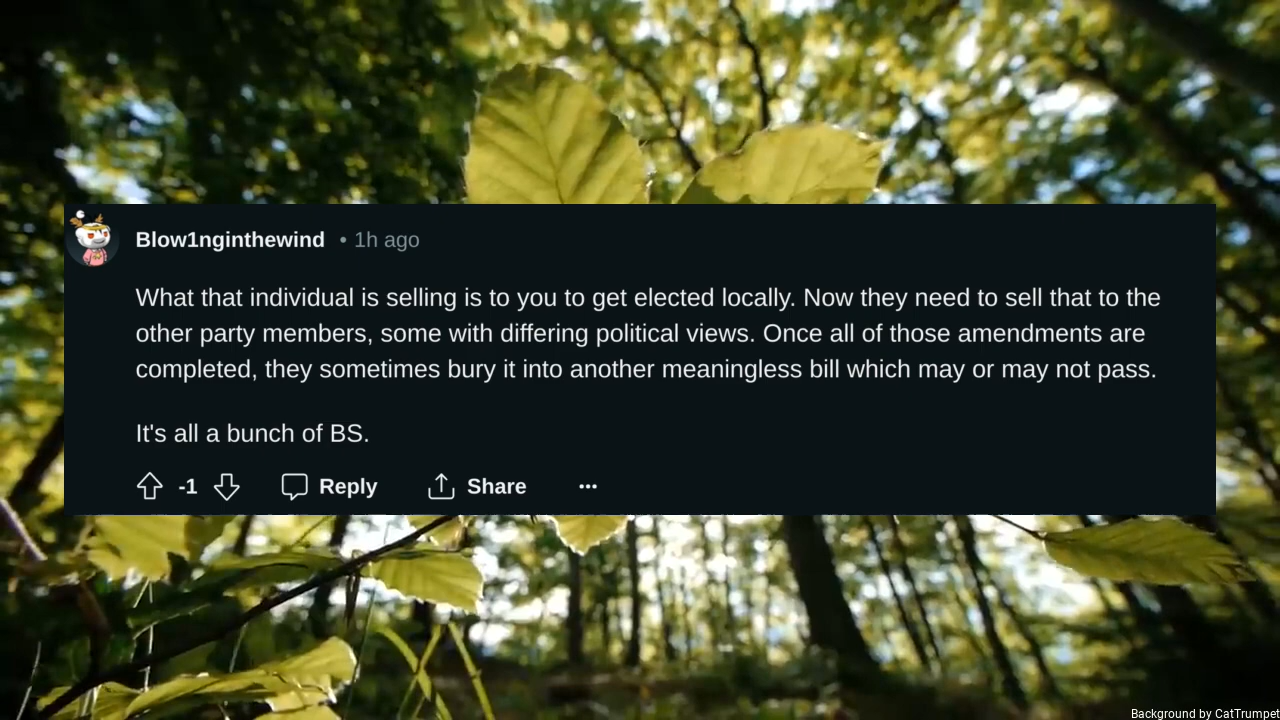 Blow1nginthewind • 1h ago
What that individual is selling is to you to get elected locally. Now they need to sell that to the
other party members, some with differing political views. Once all of those amendments are
completed, they sometimes bury it into another meaningless bill which may or may not pass.
It's all a bunch of BS.
-1 Reply Share ···
Background by CatTrumpet